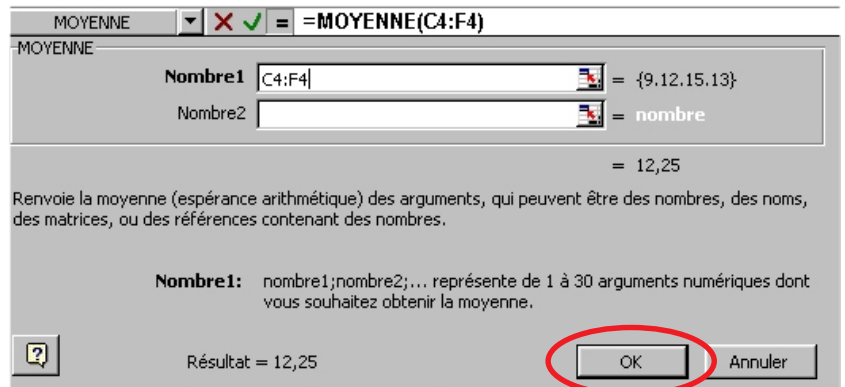 MOYENNE = =MOYENNE(C4:F4)
MOYENNE
Nombre1 C4:F4 = {9.12.15.13}
Nombre2 = nombre
= 12,25
Renvoie la moyenne (espérance arithmétique) des arguments, qui peuvent être des nombres, des noms,
des matrices, ou des références contenant des nombres.
Nombre1: nombre1;nombre2;... représente de 1 à 30 arguments numériques dont
vous souhaitez obtenir la moyenne.
? Résultat = 12,25 OK Annuler